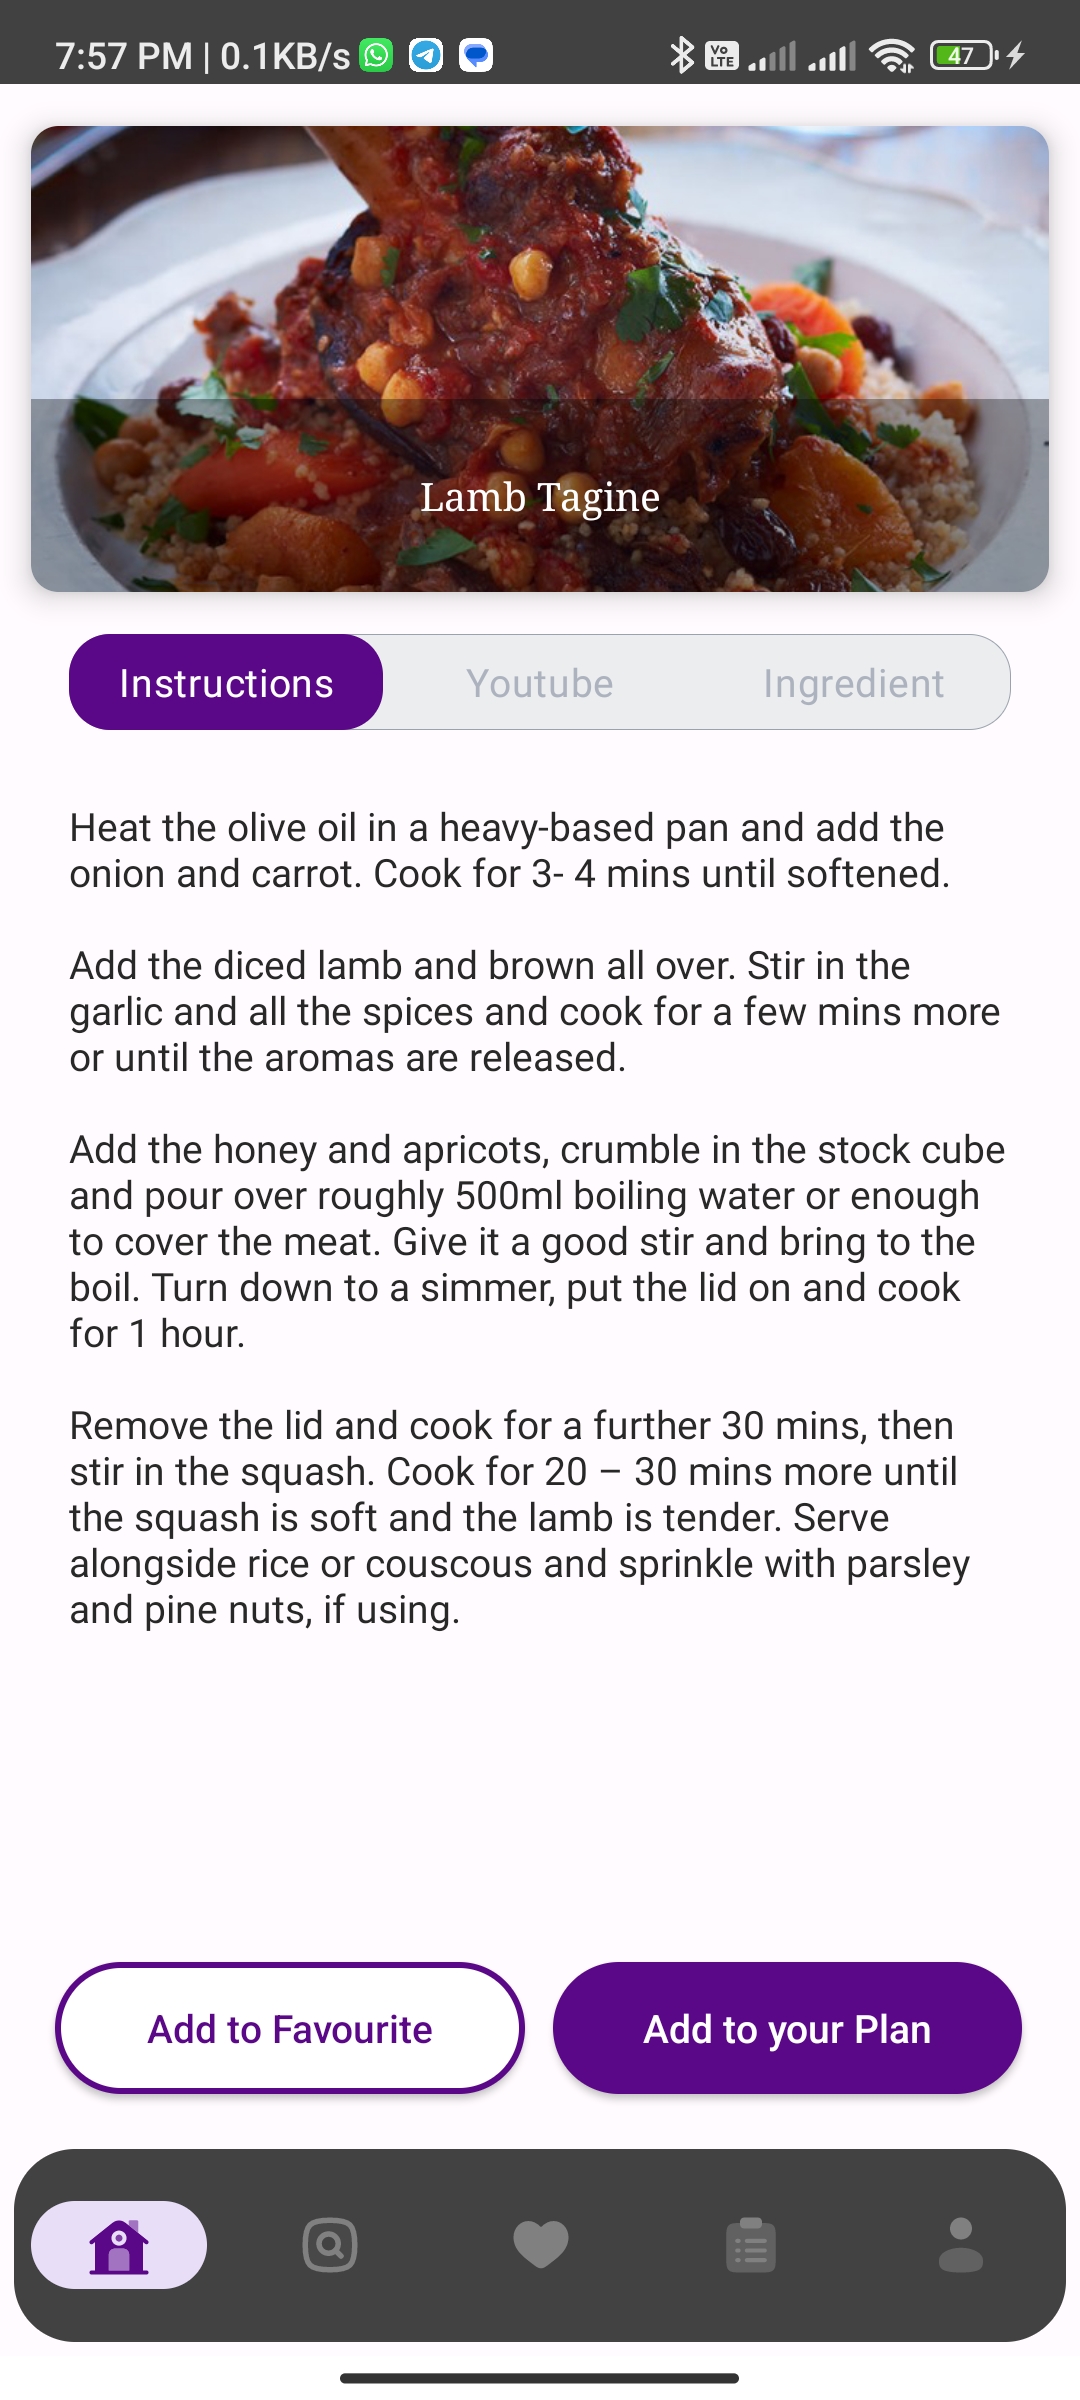 7:57 PM | 0.1KB/s
Vo LTE
47
Lamb Tagine
Instructions
Youtube
Ingredient
Heat the olive oil in a heavy-based pan and add the
onion and carrot. Cook for 3- 4 mins until softened.
Add the diced lamb and brown all over. Stir in the
garlic and all the spices and cook for a few mins more
or until the aromas are released.
Add the honey and apricots, crumble in the stock cube
and pour over roughly 500ml boiling water or enough
to cover the meat. Give it a good stir and bring to the
boil. Turn down to a simmer, put the lid on and cook
for 1 hour.
Remove the lid and cook for a further 30 mins, then
stir in the squash. Cook for 20 – 30 mins more until
the squash is soft and the lamb is tender. Serve
alongside rice or couscous and sprinkle with parsley
and pine nuts, if using.
Add to Favourite
Add to your Plan